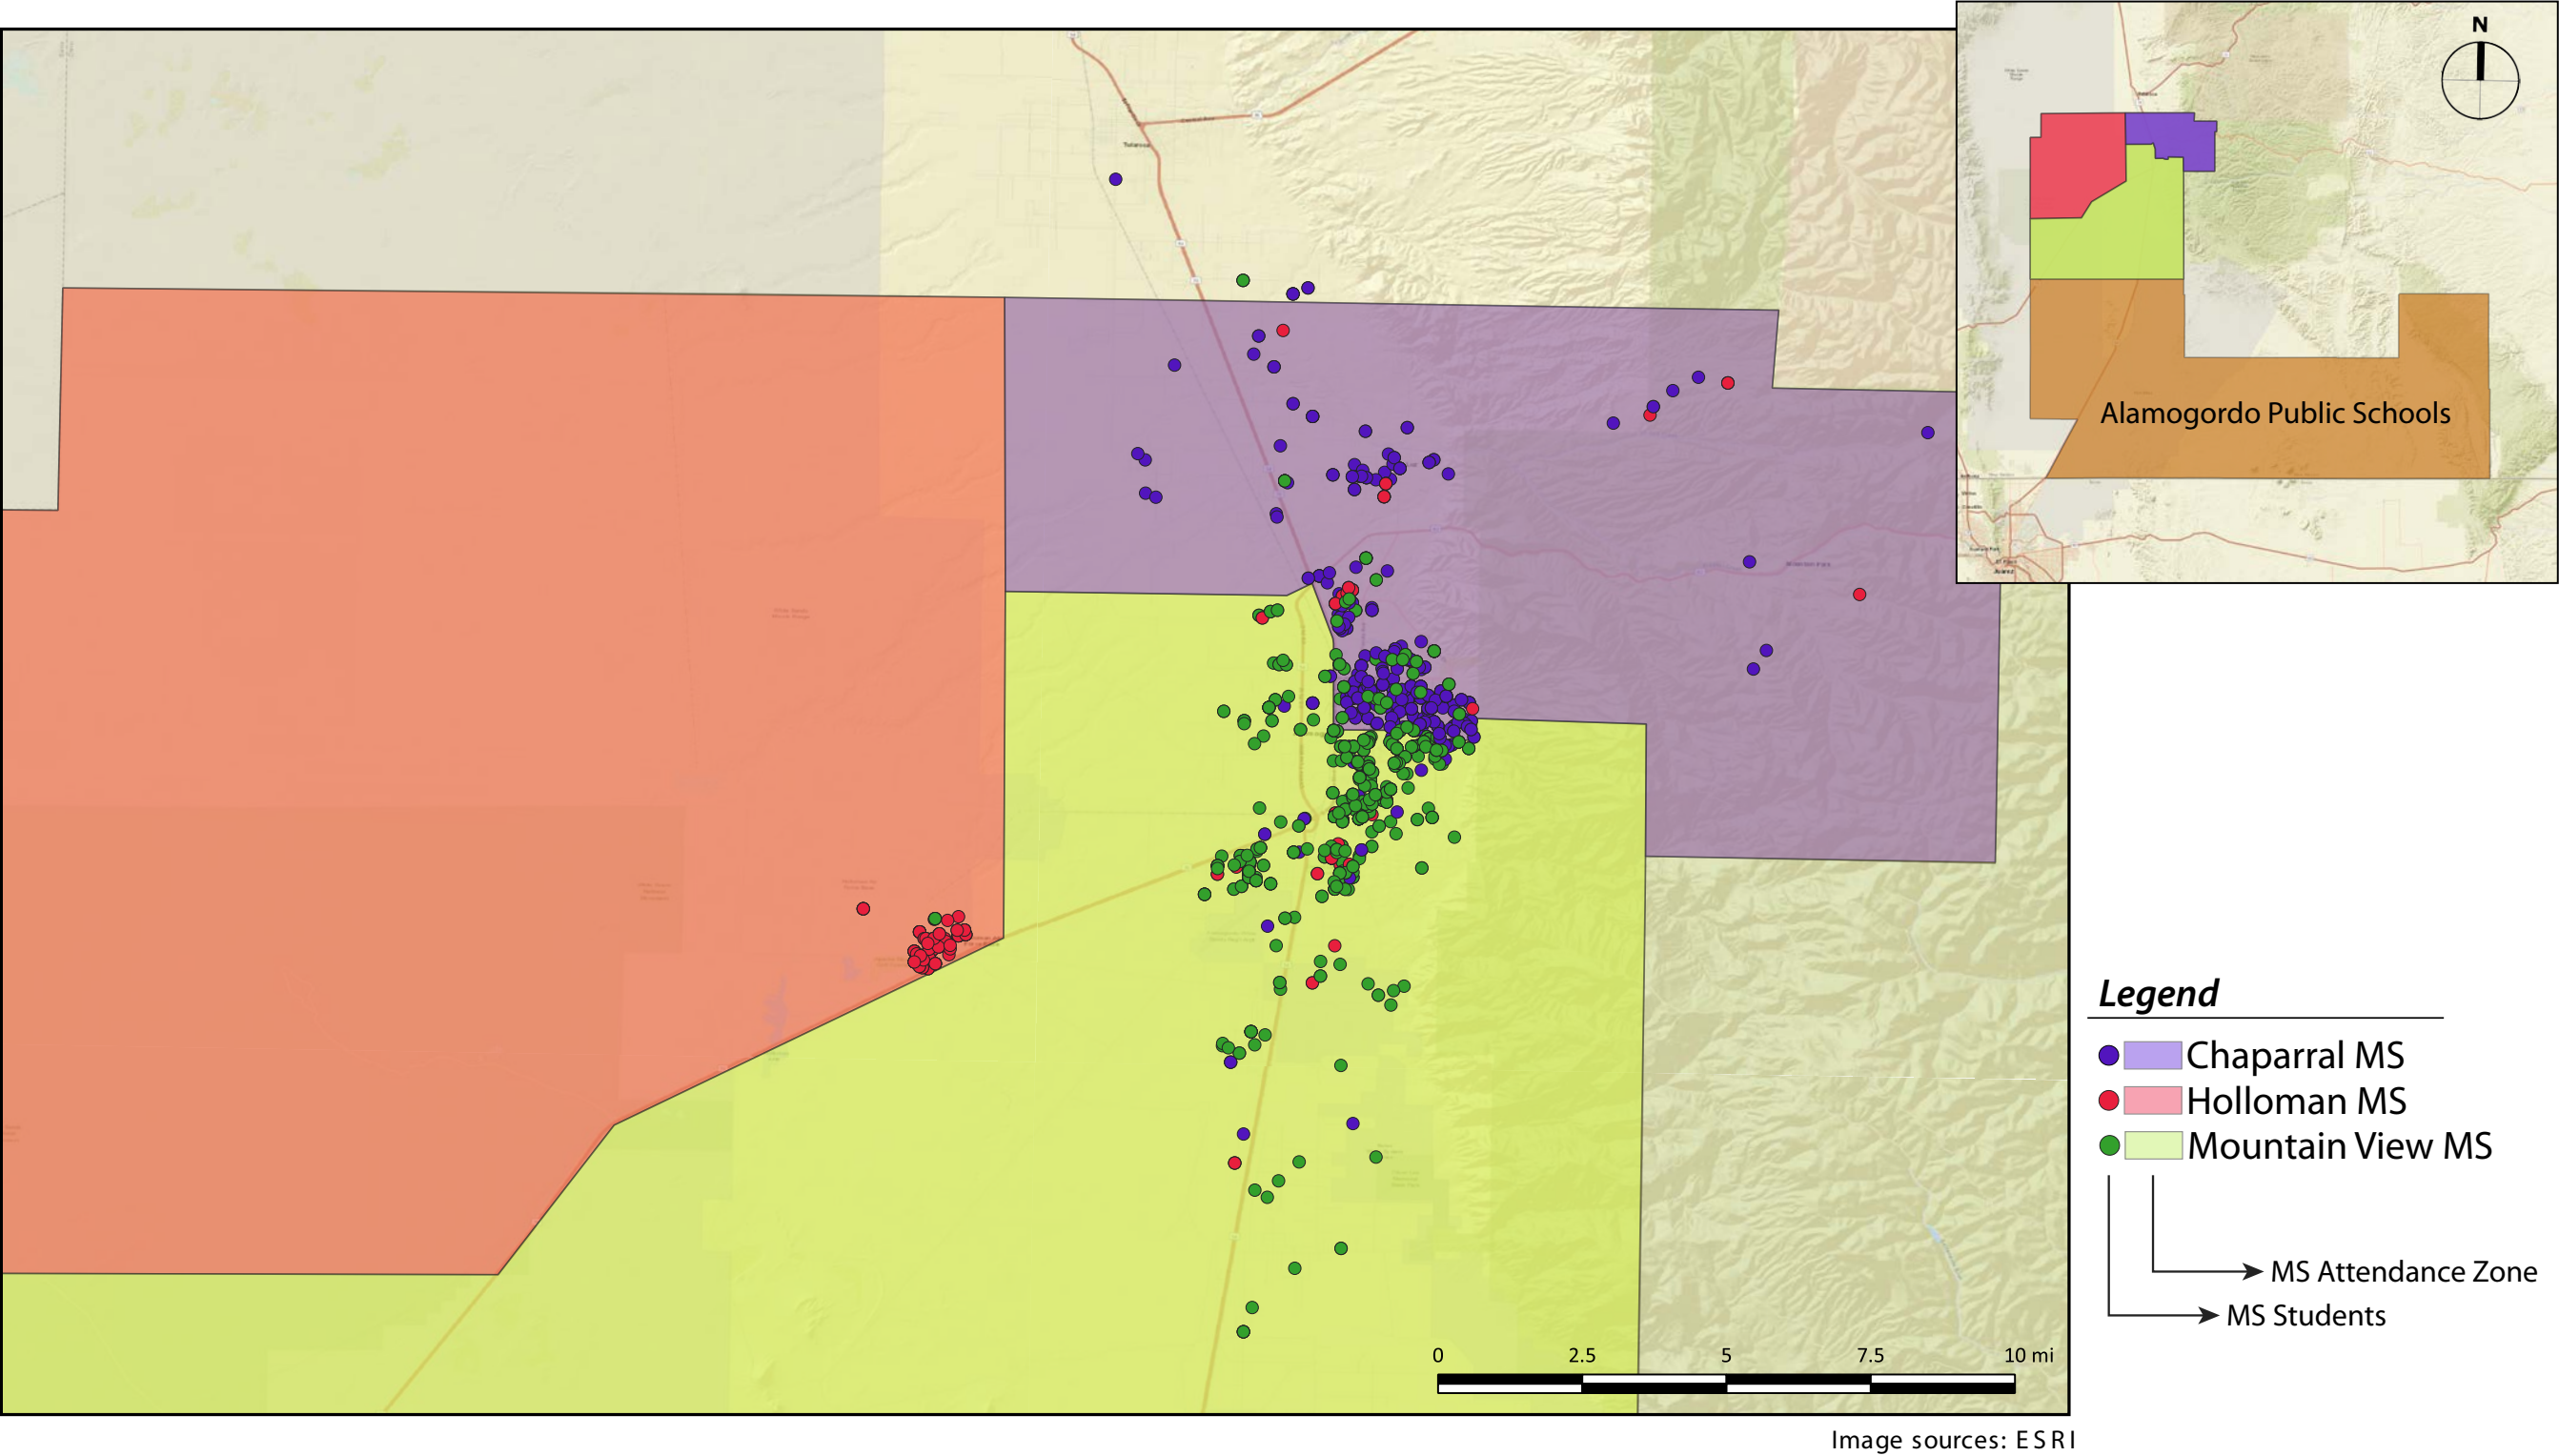 N
Tularosa
Alamogordo Public Schools
Legend
Chaparral MS
Holloman MS
Mountain View MS
MS Attendance Zone
MS Students
0 2.5 5 7.5 10 mi
Image sources: ESRI